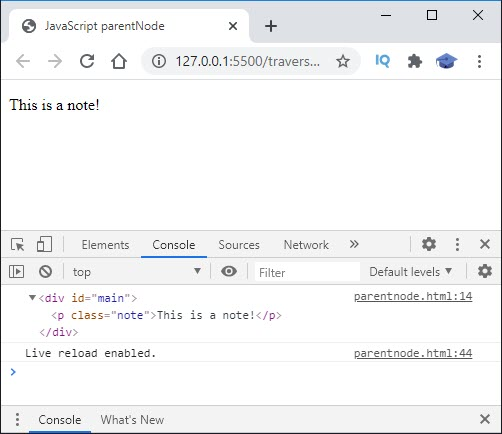 JavaScript parentNode
127.0.0.1:5500/travers...
IQ
This is a note!
Elements Console Sources Network
top Filter Default levels
<div id="main"> parentnode.html:14
<p class="note">This is a note!</p>
</div>
Live reload enabled. parentnode.html:44
Console What's New